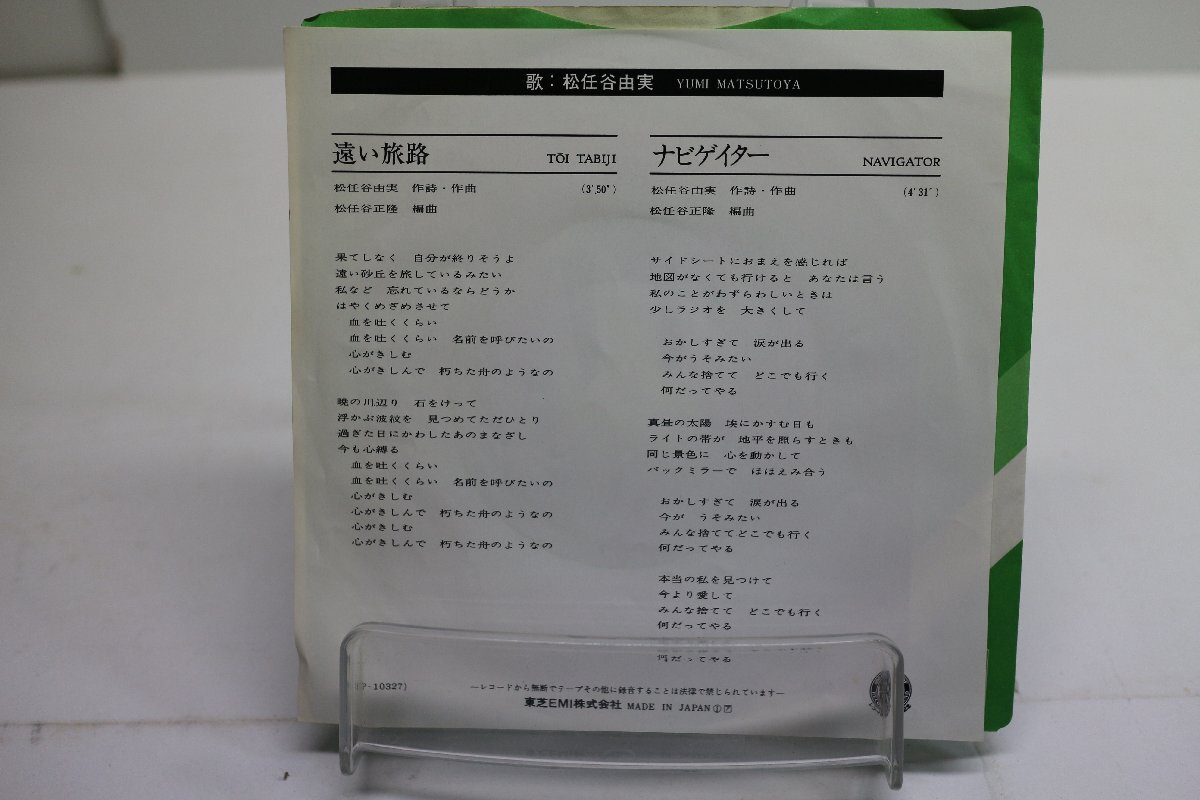 歌：松任谷由実 YUMI MATSUTOYA
遠い旅路 TŌI TABIJI
松任谷由実 作詩・作曲 (3'50")
松任谷正隆 編曲
果てしなく 自分が終りそうよ
遠い砂丘を旅しているみたい
私など 忘れているならどうか
はやくめざめさせて
血を吐くくらい
血を吐くくらい 名前を呼びたいの
心がきしむ
心がきしんで 朽ちた舟のようなの
暁の川辺り 石をけって
浮かぶ波紋を 見つめてただひとり
過ぎた日にかわしたあのまなざし
今も心縛る
血を吐くくらい
血を吐くくらい 名前を呼びたいの
心がきしむ
心がきしんで 朽ちた舟のようなの
心がきしむ
心がきしんで 朽ちた舟のようなの
ナビゲイター NAVIGATOR
松任谷由実 作詩・作曲 (4'31")
松任谷正隆 編曲
サイドシートにおまえを感じれば
地図がなくても行けると あなたは言う
私のことがわずらわしいときは
少しラジオを 大きくして
おかしすぎて 涙が出る
今がうそみたい
みんな捨てて どこでも行く
何だってやる
真昼の太陽 埃にかすむ日も
ライトの帯が 地平を照らすときも
同じ景色に 心を動かして
バックミラーで ほほえみ合う
おかしすぎて 涙が出る
今が うそみたい
みんな捨ててどこでも行く
何だってやる
本当の私を見つけて
今より愛して
みんな捨てて どこでも行く
何だってやる
何だってやる
P-10327)
―レコードから無断でテープその他に録音することは法律で禁じられています―
東芝EMI株式会社 MADE IN JAPAN